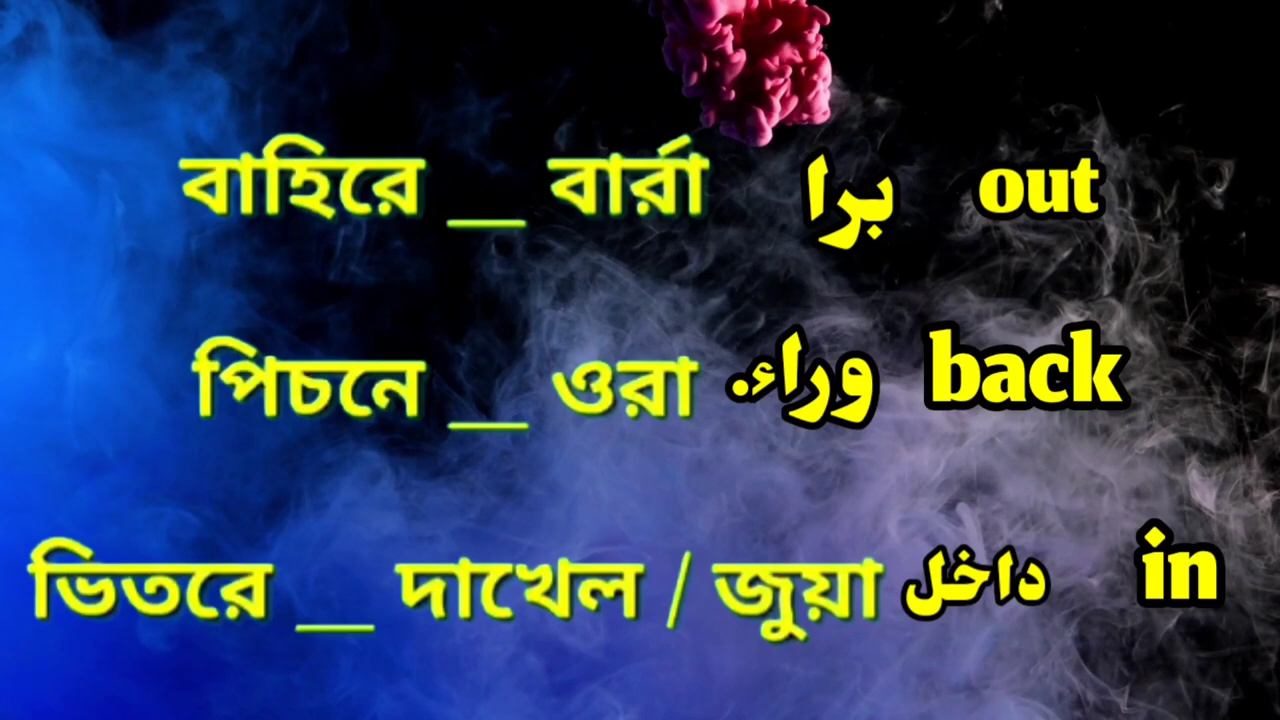 বাহিরে __ বার্রা برا out
পিচনে __ ওরা وراء. back
ভিতরে __ দাখেল / জুয়া داخل in